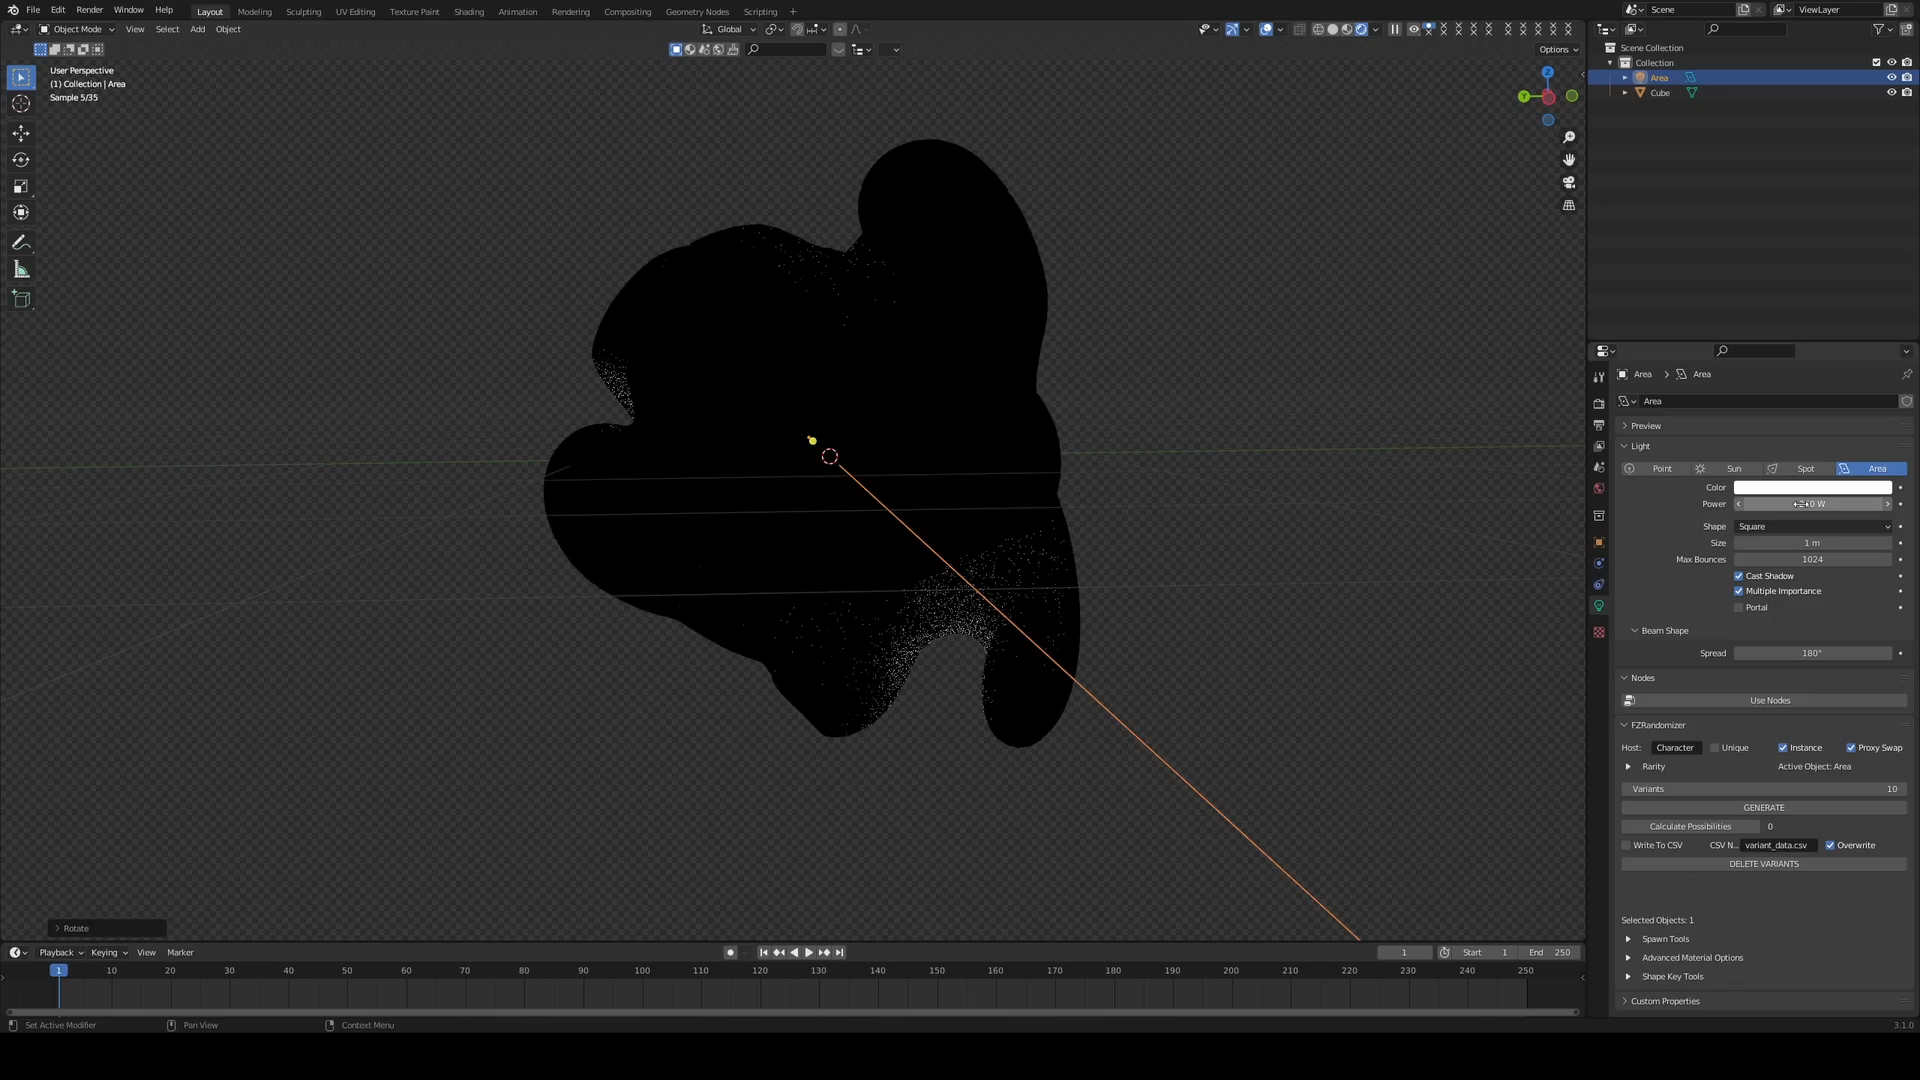 File Edit Render Window Help Layout Modeling Sculpting UV Editing Texture Paint Shading Animation Rendering Compositing Geometry Nodes Scripting + Scene ViewLayer
Object Mode View Select Add Object Global
Options
User Perspective
(1) Collection | Area
Sample 5/35
Z
Y
Scene Collection
Collection
Area
Cube
Area > Area
Area
Preview
Light
Point Sun Spot Area
Color
Power
Shape Square
Size 1 m
Max Bounces 1024
Cast Shadow
Multiple Importance
Portal
Beam Shape
Spread 180°
Nodes
Use Nodes
FZRandomizer
Host: Character Unique Instance Proxy Swap
Rarity Active Object: Area
Variants 10
GENERATE
Calculate Possibilities 0
Write To CSV CSV N... variant_data.csv Overwrite
DELETE VARIANTS
Selected Objects: 1
Spawn Tools
Advanced Material Options
Shape Key Tools
Custom Properties
Rotate
Playback Keying View Marker 1 Start 1 End 250
1 10 20 30 40 50 60 70 80 90 100 110 120 130 140 150 160 170 180 190 200 210 220 230 240 250
Set Active Modifier Pan View Context Menu 3.1.0